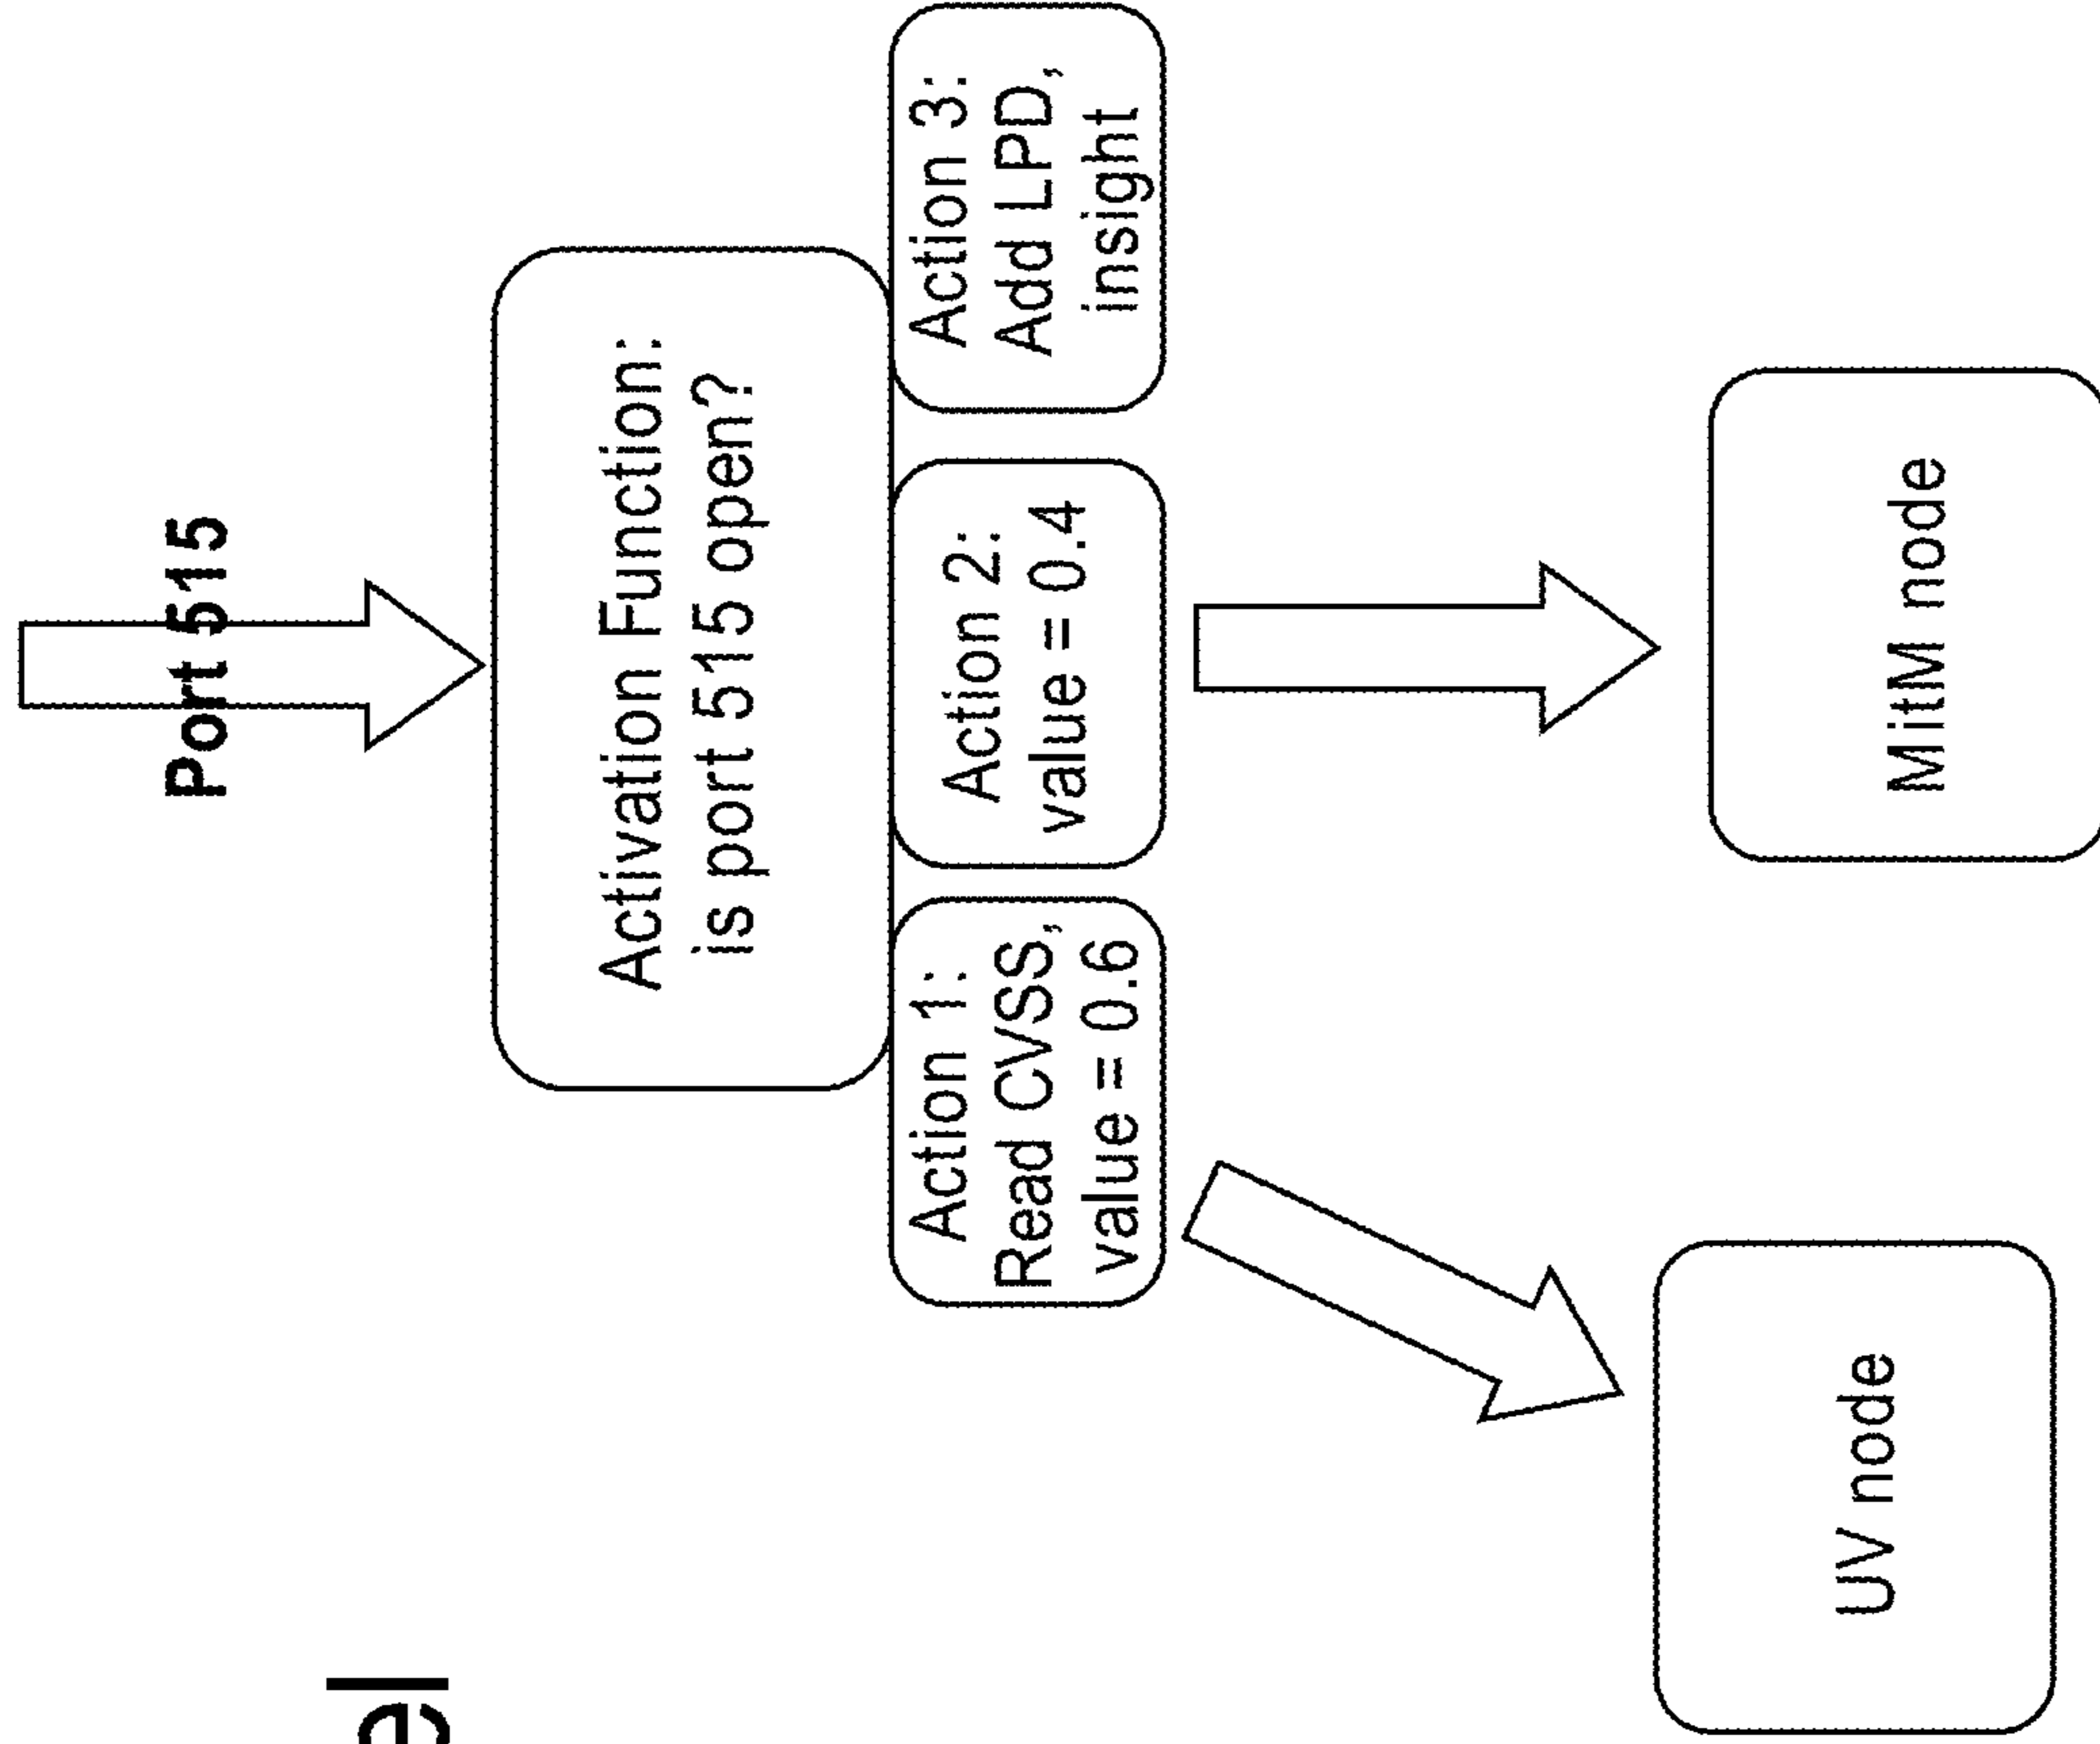 Port 515
Activation Function:
is port 515 open?
Action 1:
Read CVSS,
value = 0.6
Action 2:
value = 0.4
Action 3:
Add LPD,
insight
UV node
MitM node
el